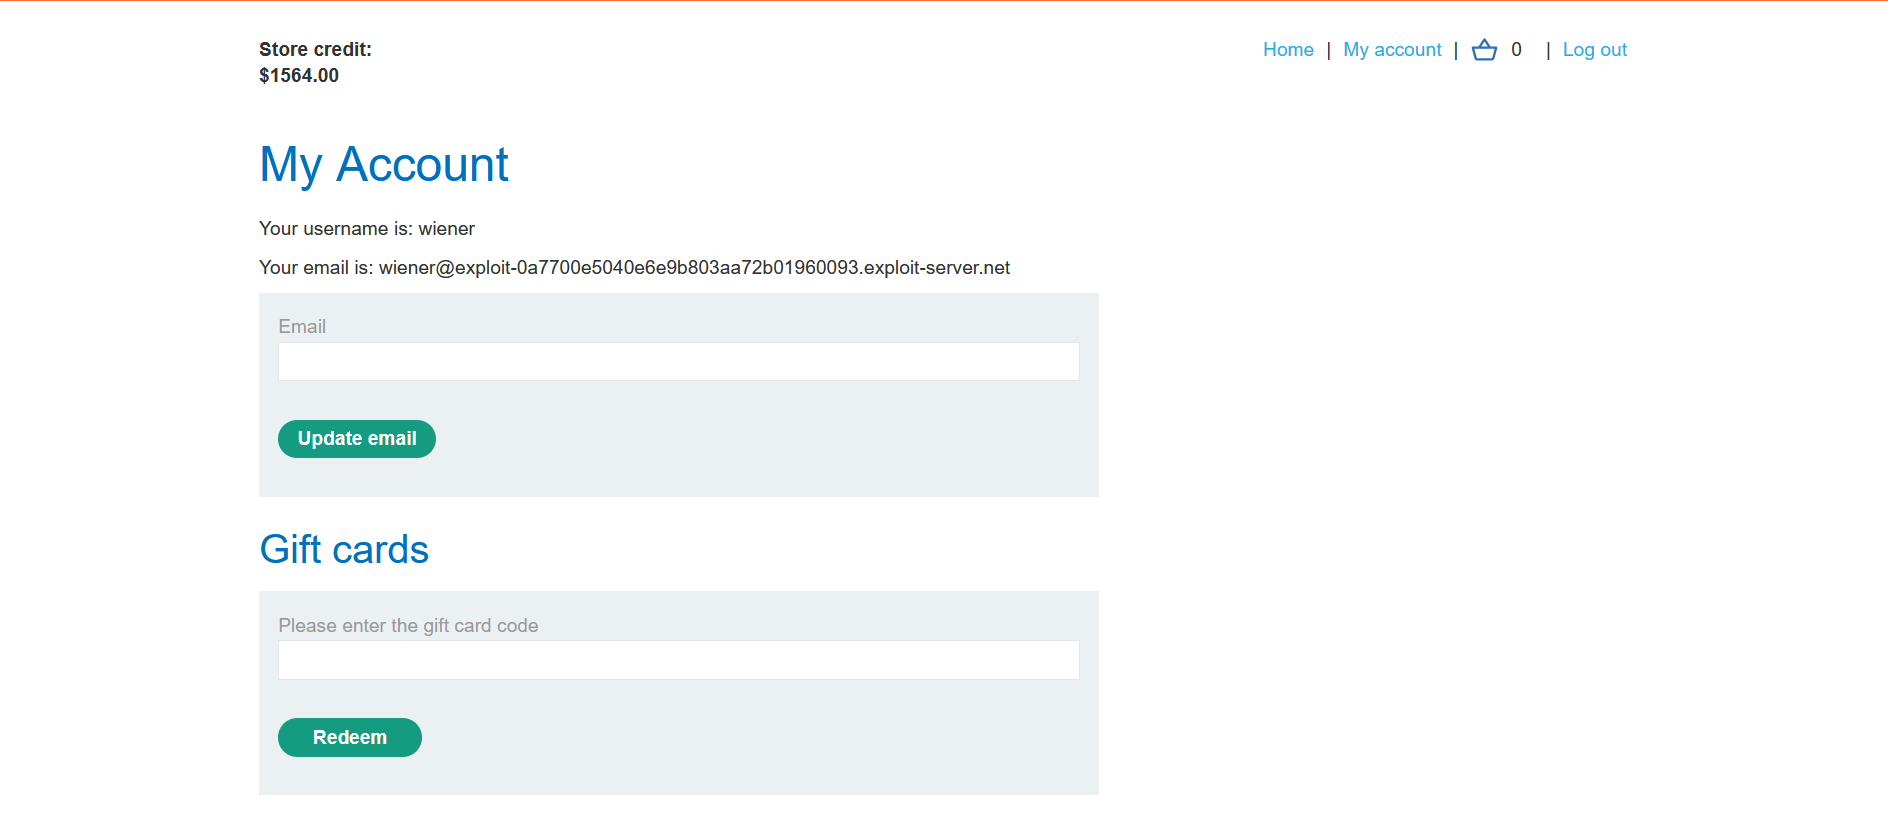 Store credit:
$1564.00
Home | My account | 0 | Log out
My Account
Your username is: wiener
Your email is: wiener@exploit-0a7700e5040e6e9b803aa72b01960093.exploit-server.net
Email
Update email
Gift cards
Please enter the gift card code
Redeem